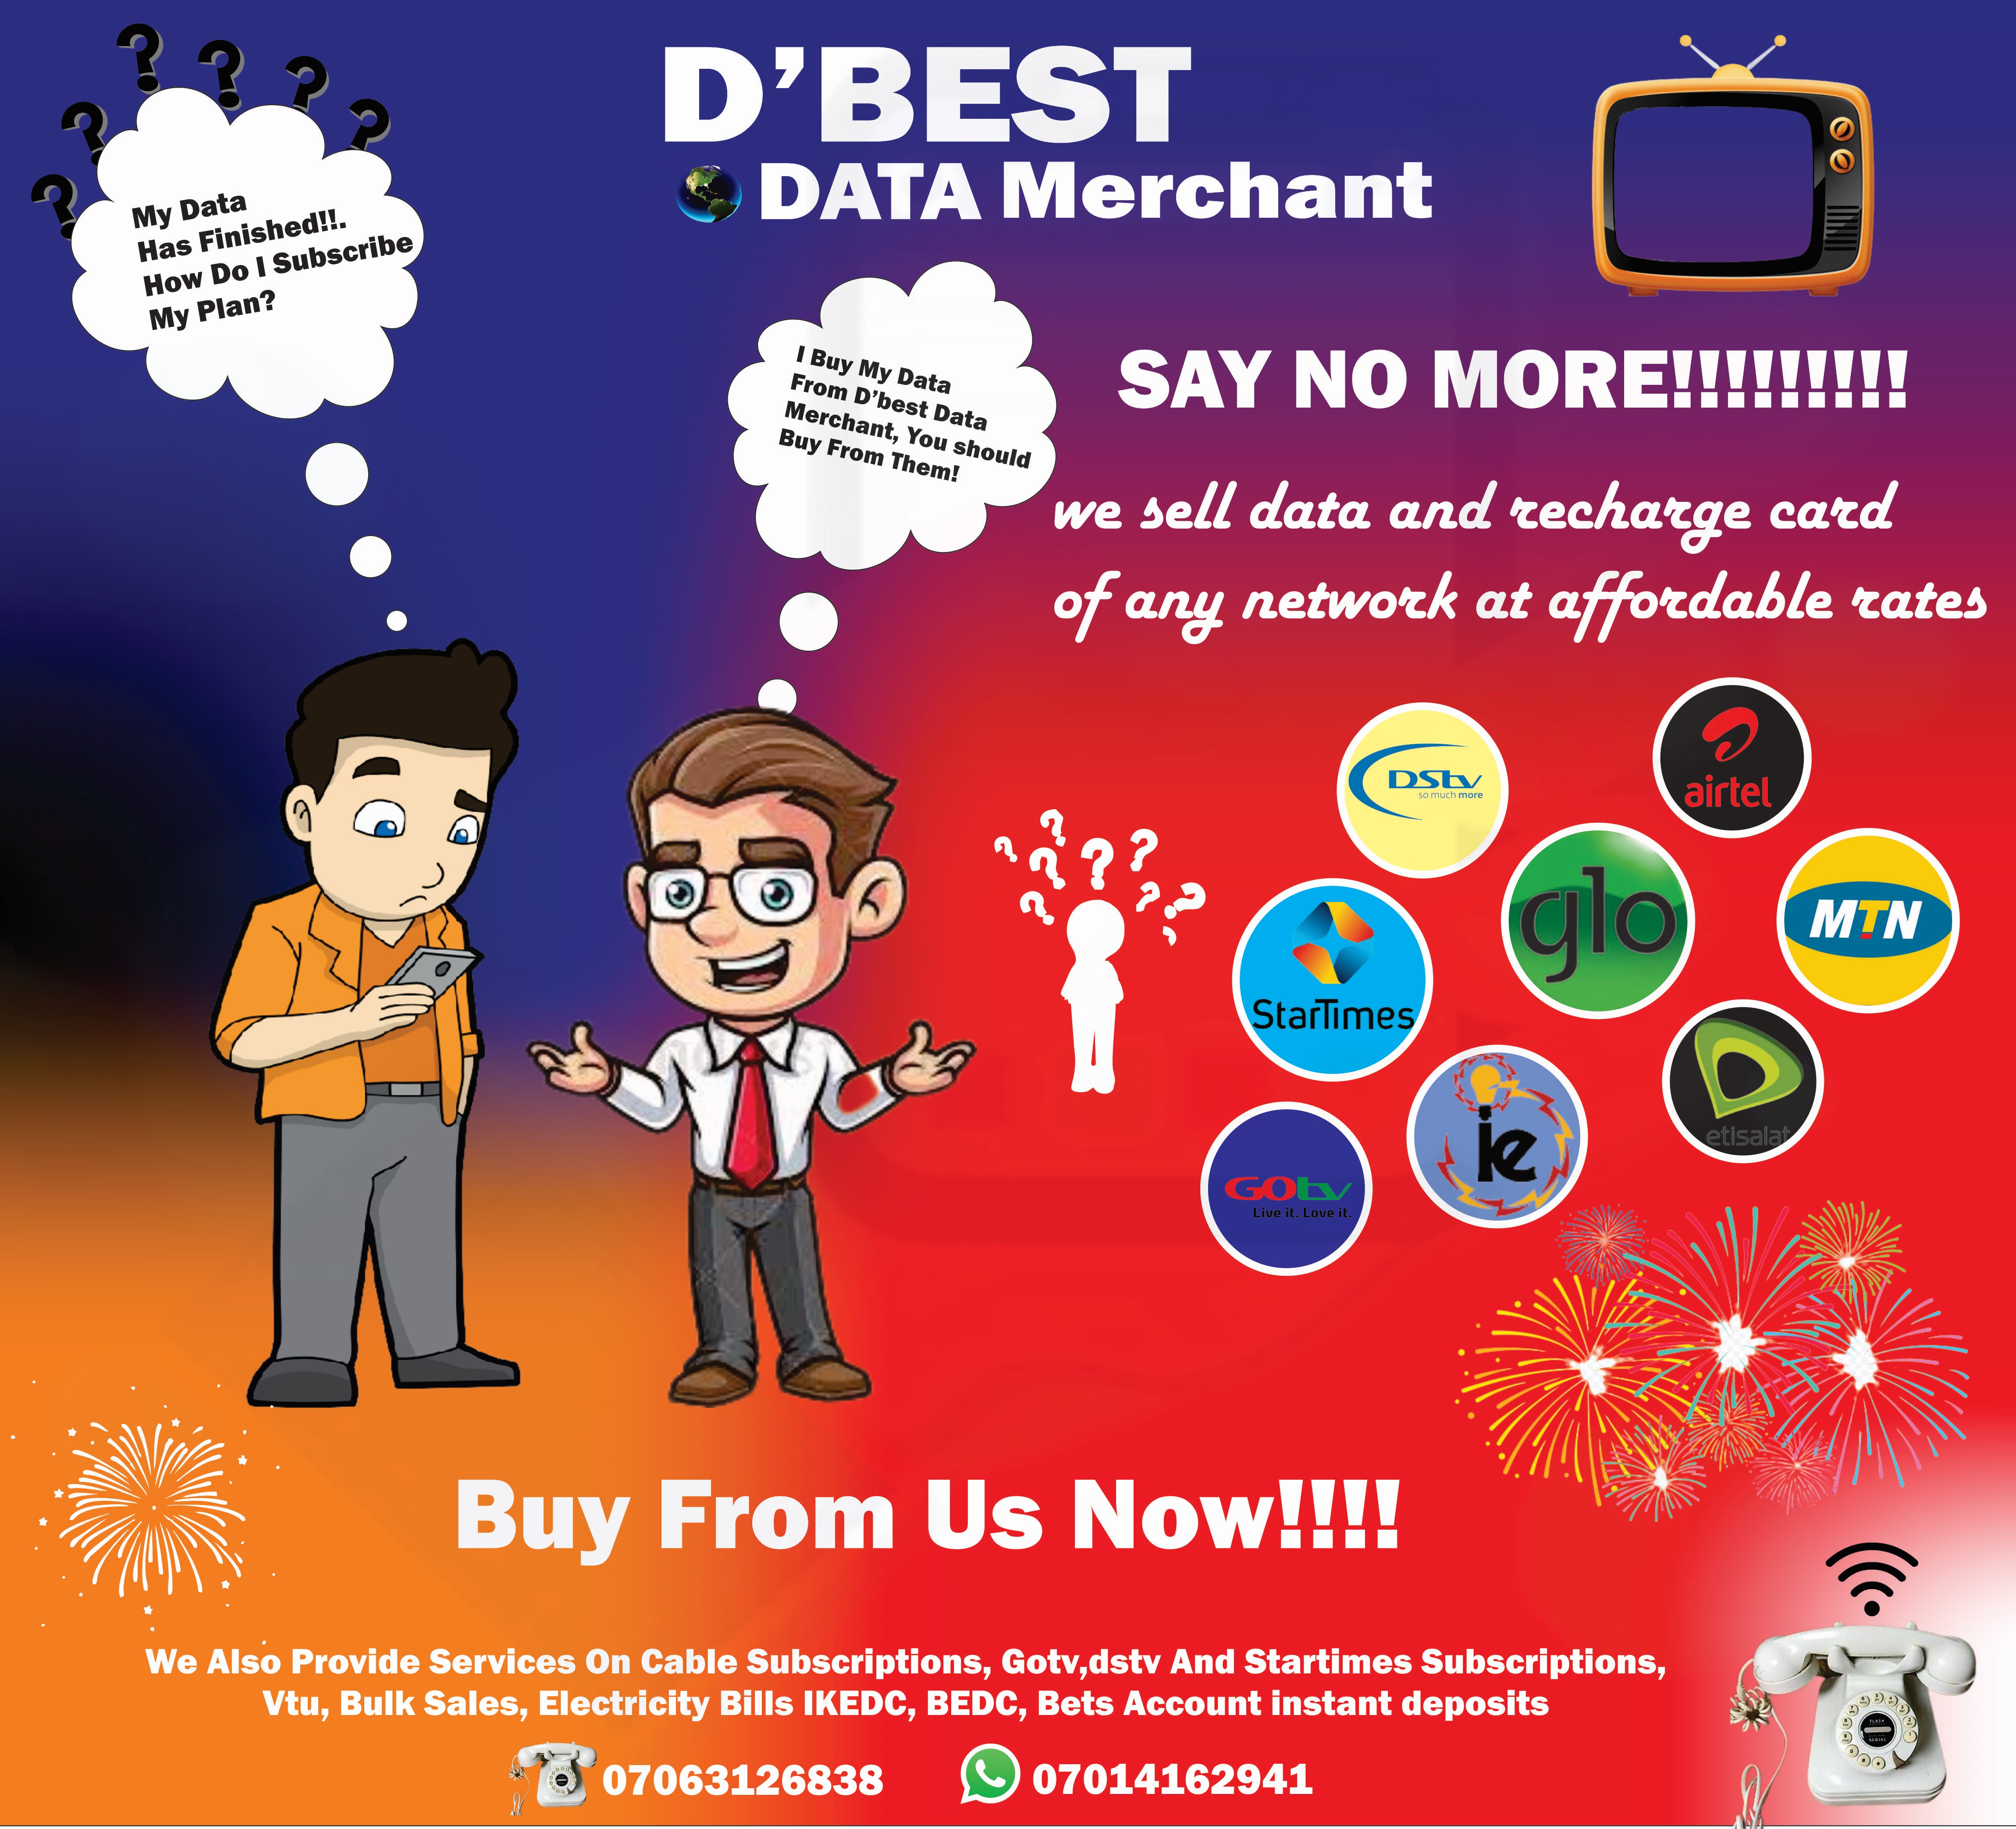 D'BEST
DATA Merchant
My Data
Has Finished!!.
How Do I Subscribe
My Plan?
I Buy My Data
From D'best Data
Merchant, You should
Buy From Them!
SAY NO MORE!!!!!!!!!
we sell data and recharge card
of any network at affordable rates
DStv
so much more
airtel
glo
MTN
StarTimes
etisalat
ie
GOtv
Live it. Love it.
Buy From Us Now!!!!
We Also Provide Services On Cable Subscriptions, Gotv,dstv And Startimes Subscriptions,
Vtu, Bulk Sales, Electricity Bills IKEDC, BEDC, Bets Account instant deposits
07063126838
07014162941
FLASH
REDIAL